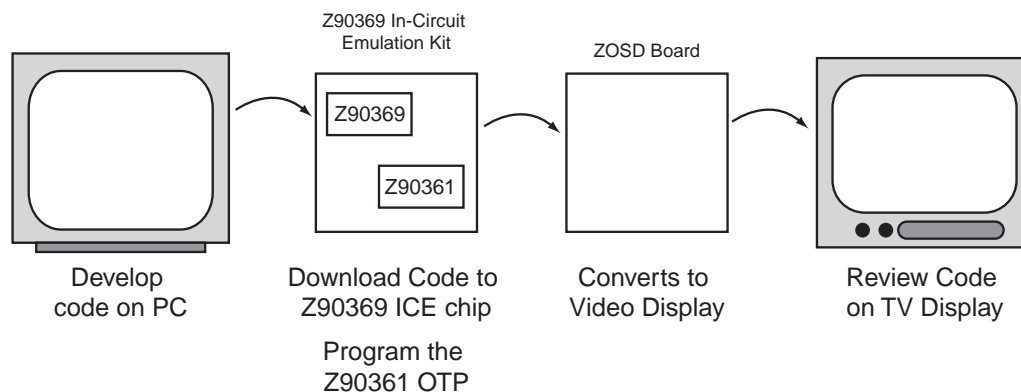 Z90369 In-Circuit
Emulation Kit
ZOSD Board
Z90369
Z90361
Develop
code on PC
Download Code to
Z90369 ICE chip
Program the
Z90361 OTP
Converts to
Video Display
Review Code
on TV Display